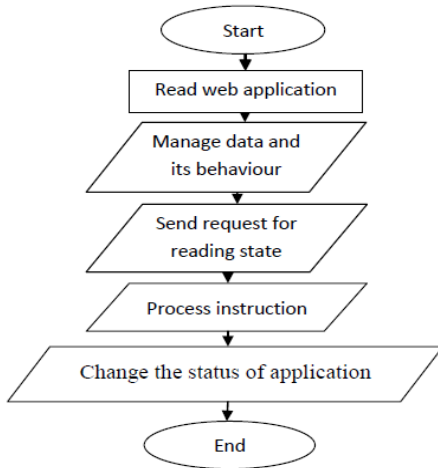 Start
Read web application
Manage data and
its behaviour
Send request for
reading state
Process instruction
Change the status of application
End